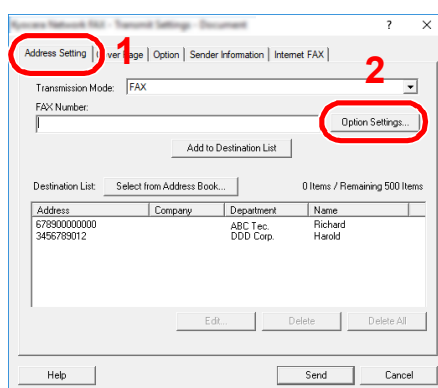 Kyocera Network FAX - Transmit Settings - Document
? X
Address Setting Page Option Sender Information Internet FAX
1
2
Transmission Mode: FAX
FAX Number:
Option Settings...
Add to Destination List
Destination List: Select from Address Book... 0 Items / Remaining 500 Items
Address Company Department Name
678900000000 ABC Tec. Richard
3456789012 DDD Corp. Harold
Edit... Delete Delete All
Help Send Cancel